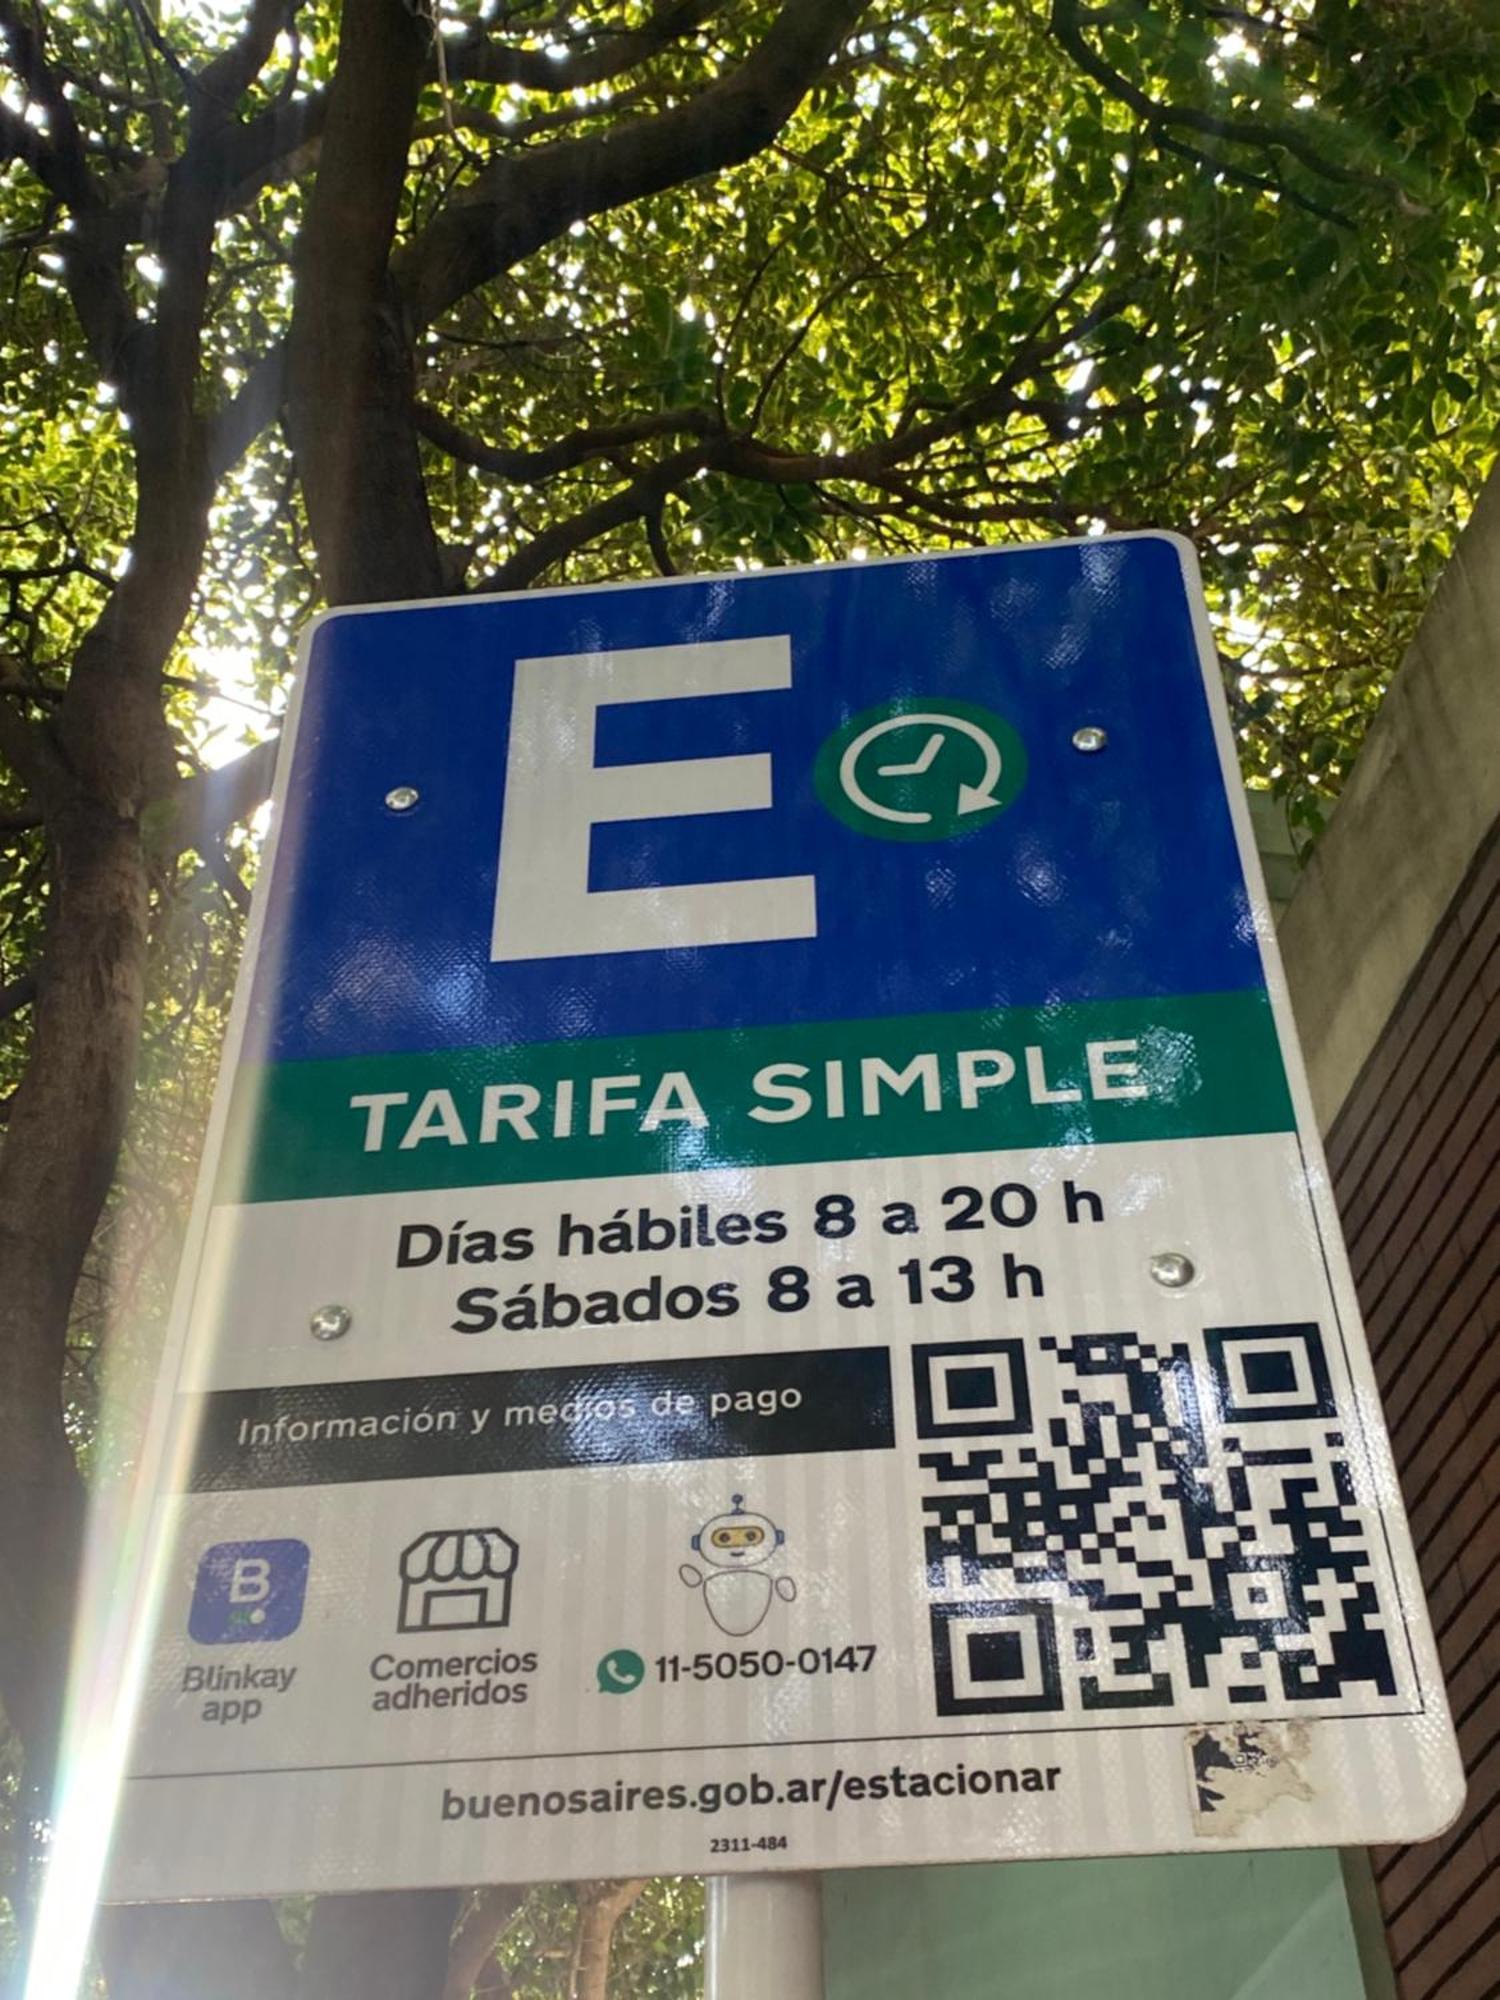 E
TARIFA SIMPLE
Días hábiles 8 a 20 h
Sábados 8 a 13 h
Información y medios de pago
B
Blinkay
app
Comercios
adheridos
11-5050-0147
buenosaires.gob.ar/estacionar
2311-484